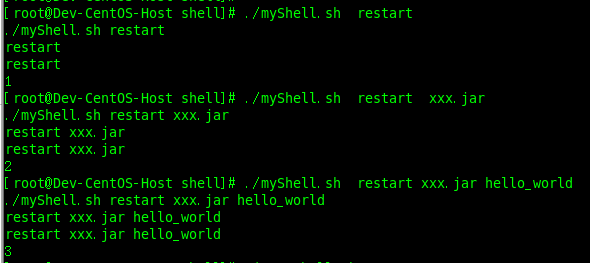 [ root@Dev-CentOS-Host shell]# ./myShell.sh  restart
./myShell.sh restart
restart
restart
1
[ root@Dev-CentOS-Host shell]# ./myShell.sh  restart  xxx.jar
./myShell.sh restart xxx.jar
restart xxx.jar
restart xxx.jar
2
[ root@Dev-CentOS-Host shell]# ./myShell.sh  restart xxx.jar hello_world
./myShell.sh restart xxx.jar hello_world
restart xxx.jar hello_world
restart xxx.jar hello_world
3